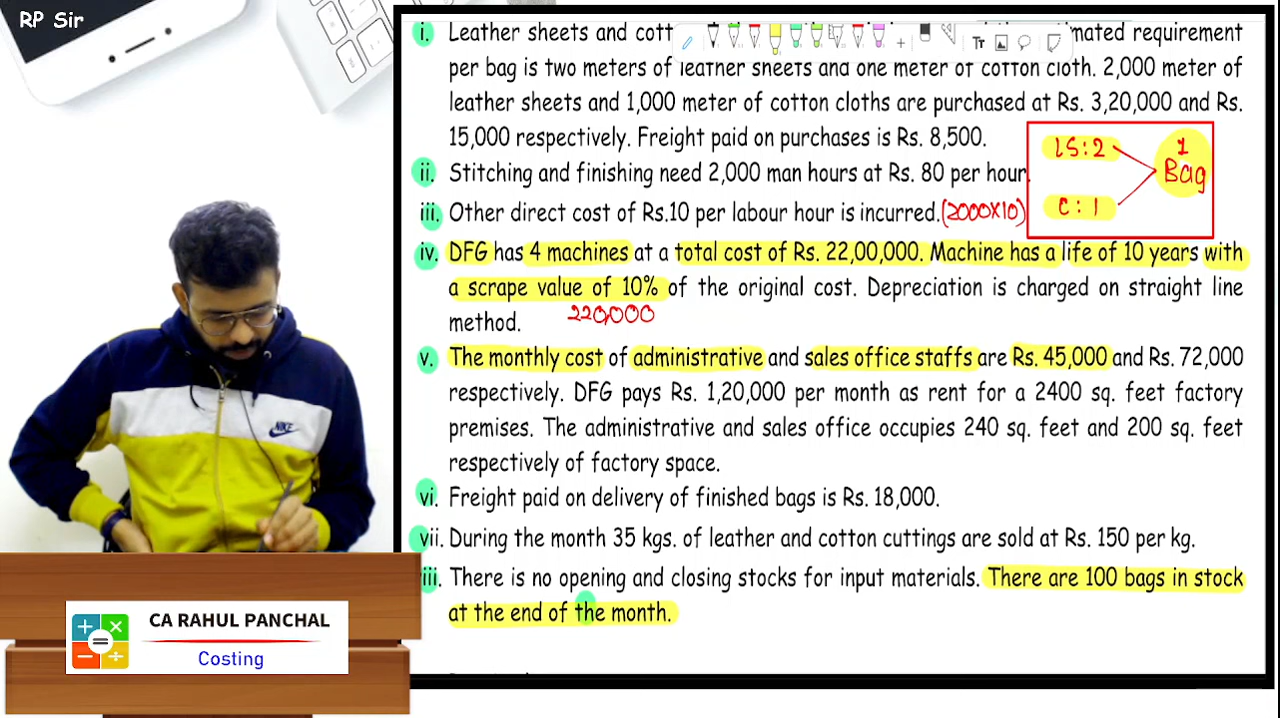 RP Sir
i. Leather sheets and cott mated requirement
per bag is two meters of leather sheets and one meter of cotton cloth. 2,000 meter of
leather sheets and 1,000 meter of cotton cloths are purchased at Rs. 3,20,000 and Rs.
15,000 respectively. Freight paid on purchases is Rs. 8,500.
LS:2
1
Bag
C:1
ii. Stitching and finishing need 2,000 man hours at Rs. 80 per hour.
iii. Other direct cost of Rs.10 per labour hour is incurred. (2000X10)
iv. DFG has 4 machines at a total cost of Rs. 22,00,000. Machine has a life of 10 years with
a scrape value of 10% of the original cost. Depreciation is charged on straight line
method. 220,000
v. The monthly cost of administrative and sales office staffs are Rs. 45,000 and Rs. 72,000
respectively. DFG pays Rs. 1,20,000 per month as rent for a 2400 sq. feet factory
premises. The administrative and sales office occupies 240 sq. feet and 200 sq. feet
respectively of factory space.
vi. Freight paid on delivery of finished bags is Rs. 18,000.
vii. During the month 35 kgs. of leather and cotton cuttings are sold at Rs. 150 per kg.
viii. There is no opening and closing stocks for input materials. There are 100 bags in stock
at the end of the month.
NIKE
CA RAHUL PANCHAL
Costing